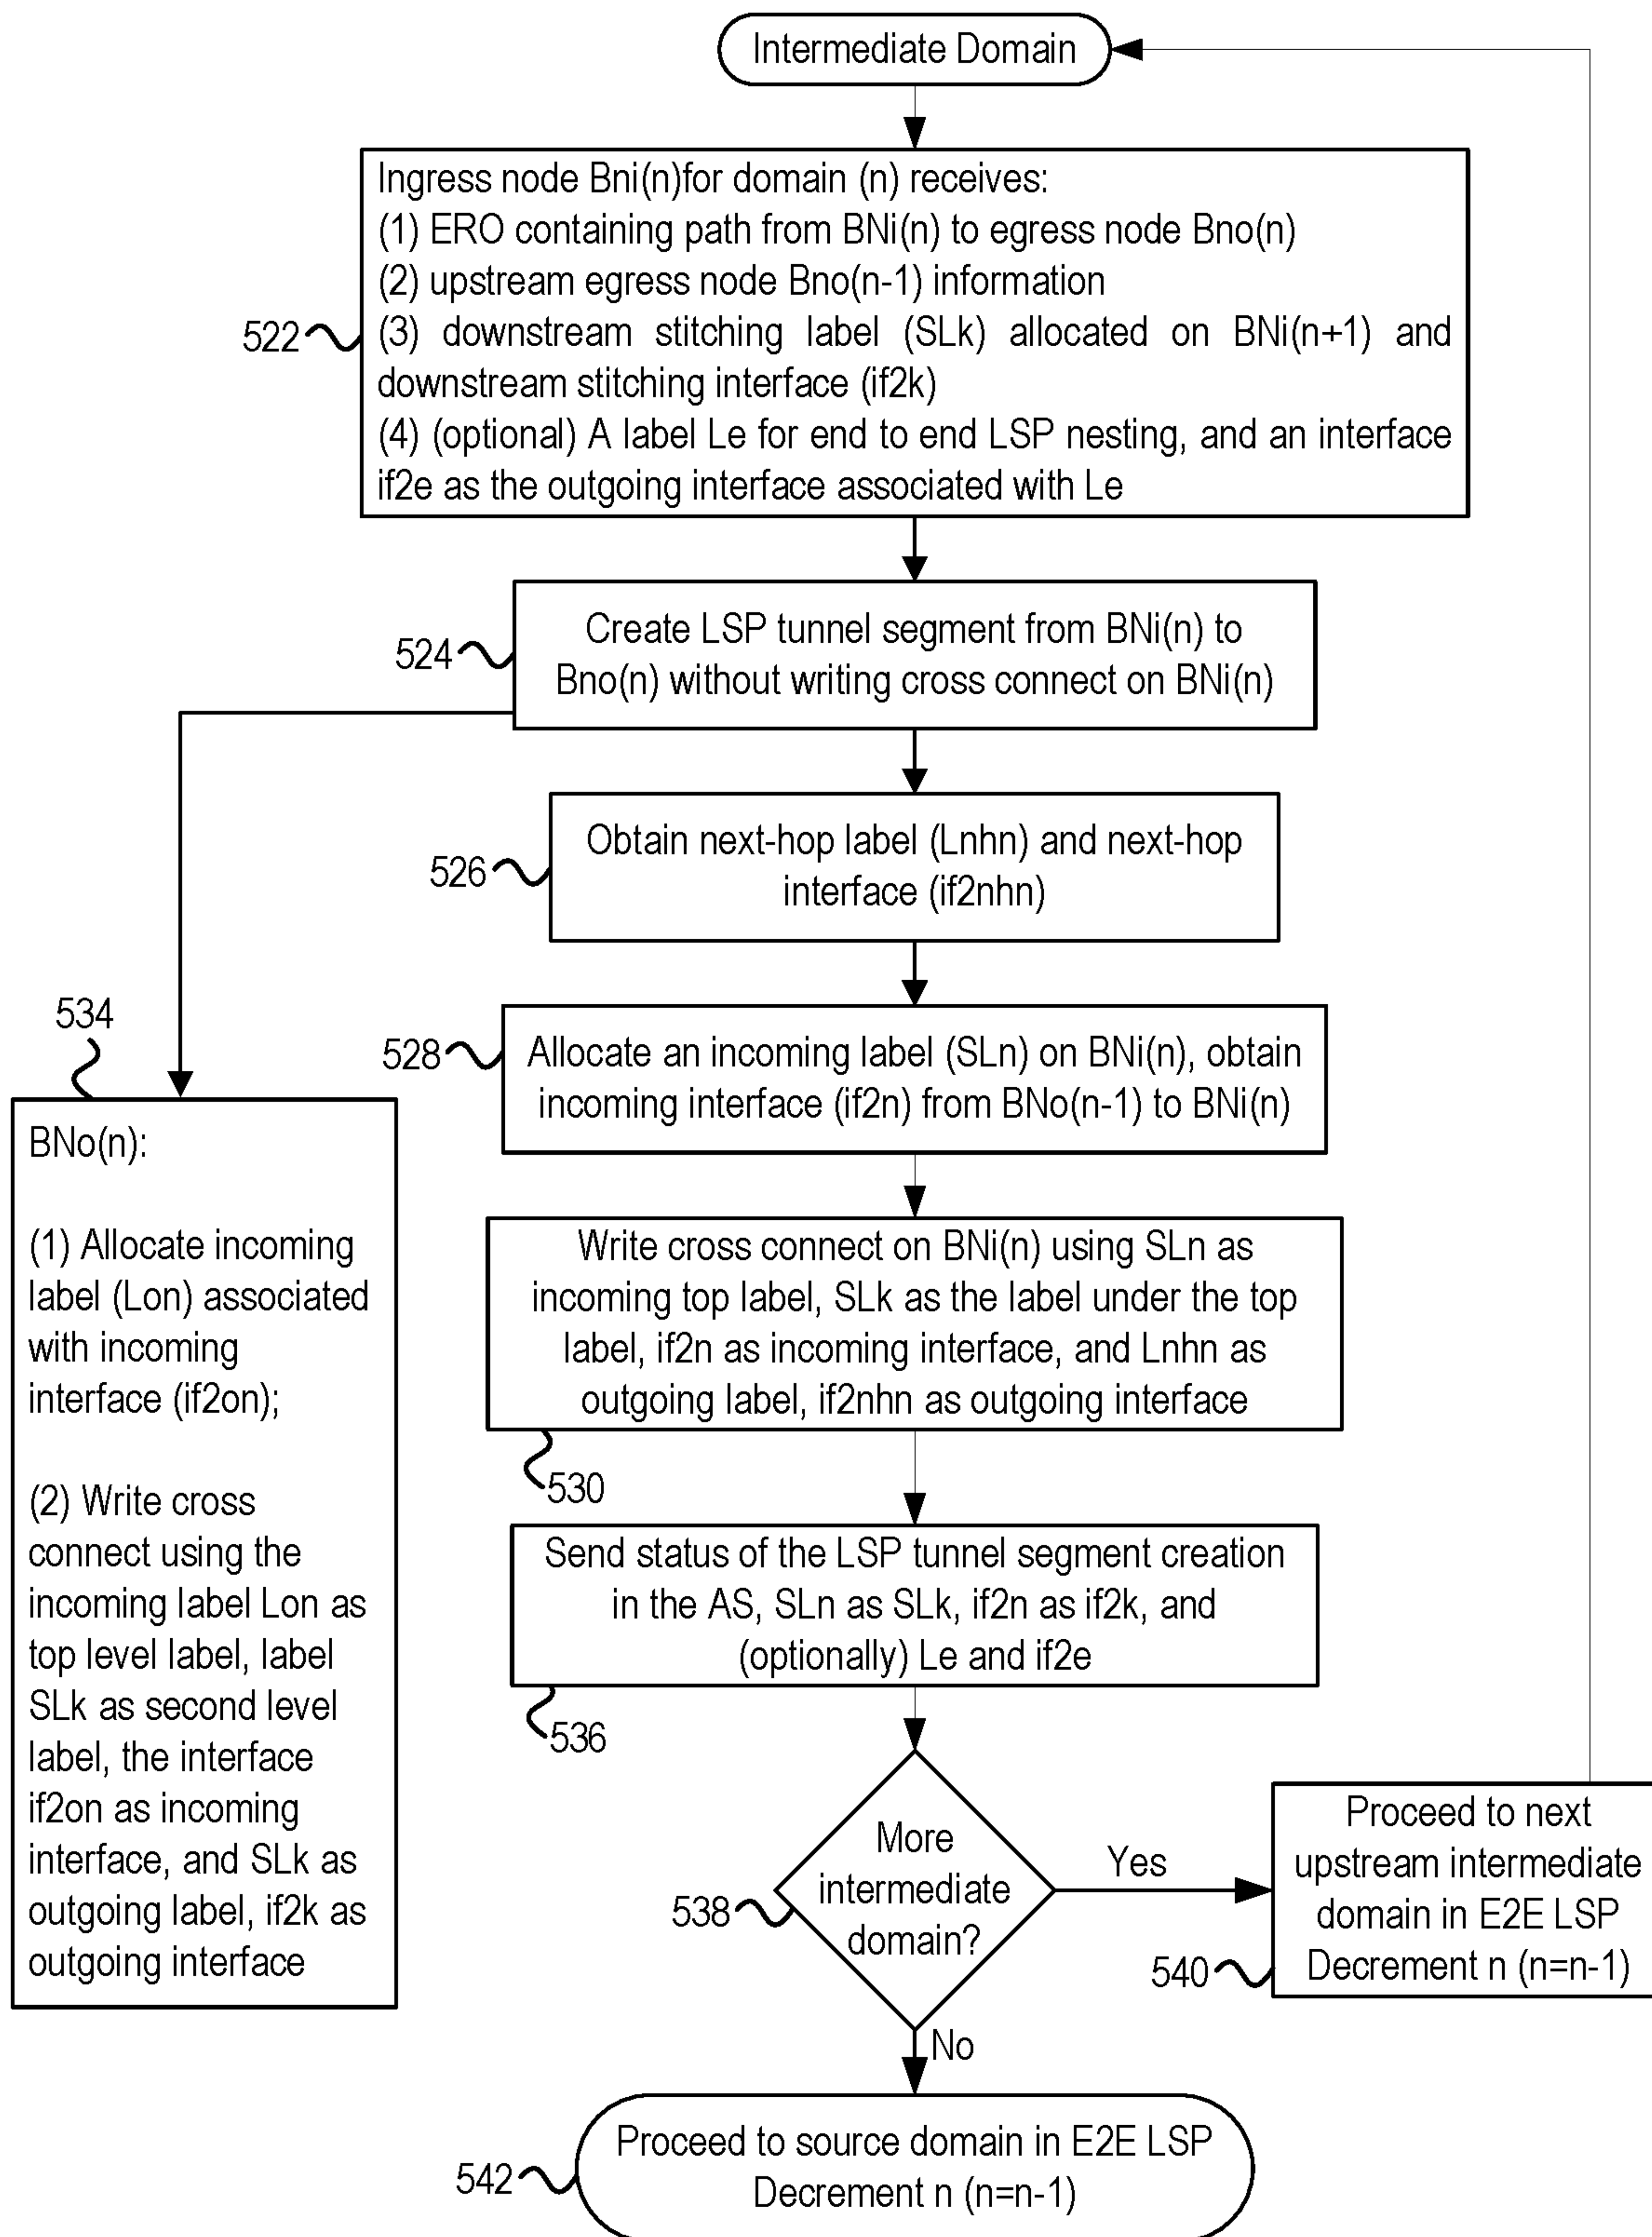 Intermediate Domain
Ingress node Bni(n)for domain (n) receives:
(1) ERO containing path from BNi(n) to egress node Bno(n)
(2) upstream egress node Bno(n-1) information
(3) downstream stitching label (SLk) allocated on BNi(n+1) and
downstream stitching interface (if2k)
(4) (optional) A label Le for end to end LSP nesting, and an interface
if2e as the outgoing interface associated with Le
522
Create LSP tunnel segment from BNi(n) to
Bno(n) without writing cross connect on BNi(n)
524
Obtain next-hop label (Lnhn) and next-hop
interface (if2nhn)
526
Allocate an incoming label (SLn) on BNi(n), obtain
incoming interface (if2n) from BNo(n-1) to BNi(n)
528
534
BNo(n):
(1) Allocate incoming
label (Lon) associated
with incoming
interface (if2on);
(2) Write cross
connect using the
incoming label Lon as
top level label, label
SLk as second level
label, the interface
if2on as incoming
interface, and SLk as
outgoing label, if2k as
outgoing interface
Write cross connect on BNi(n) using SLn as
incoming top label, SLk as the label under the top
label, if2n as incoming interface, and Lnhn as
outgoing label, if2nhn as outgoing interface
530
Send status of the LSP tunnel segment creation
in the AS, SLn as SLk, if2n as if2k, and
(optionally) Le and if2e
536
More
intermediate
domain?
538
Yes
Proceed to next
upstream intermediate
domain in E2E LSP
Decrement n (n=n-1)
540
No
Proceed to source domain in E2E LSP
Decrement n (n=n-1)
542